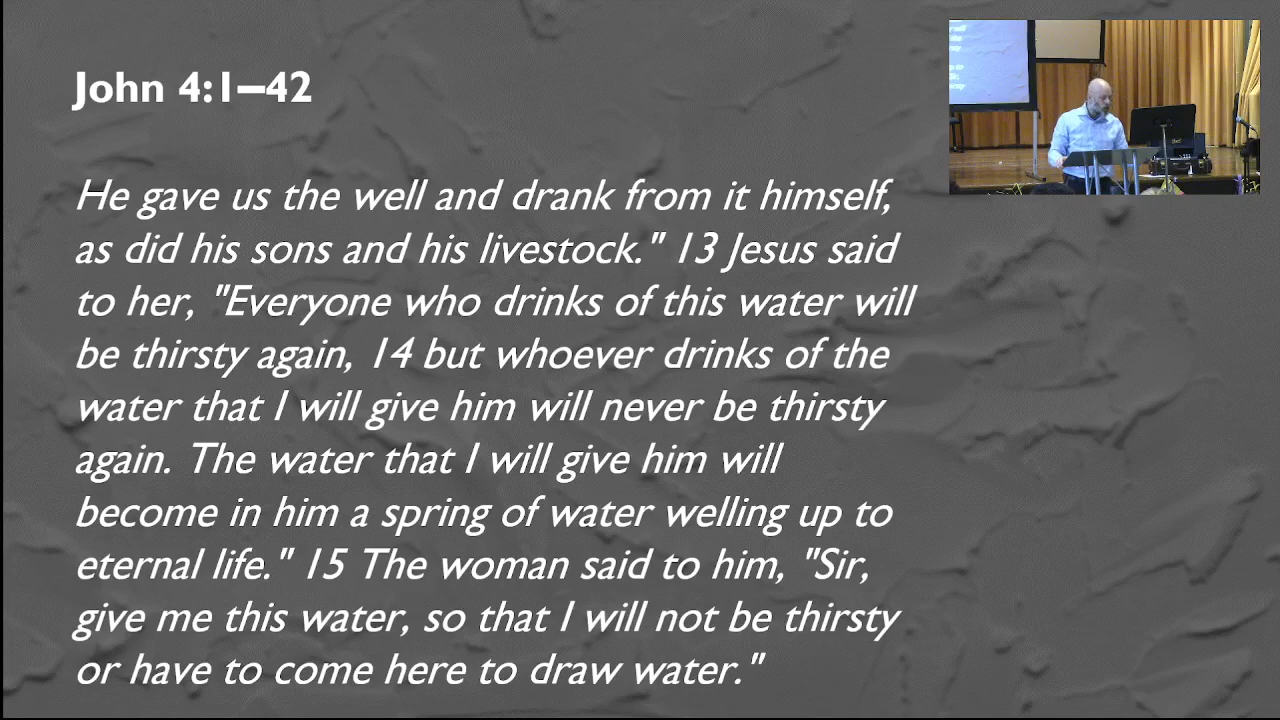 John 4:1—42
He gave us the well and drank from it himself,
as did his sons and his livestock." 13 Jesus said
to her, "Everyone who drinks of this water will
be thirsty again, 14 but whoever drinks of the
water that I will give him will never be thirsty
again. The water that I will give him will
become in him a spring of water welling up to
eternal life." 15 The woman said to him, "Sir,
give me this water, so that I will not be thirsty
or have to come here to draw water."